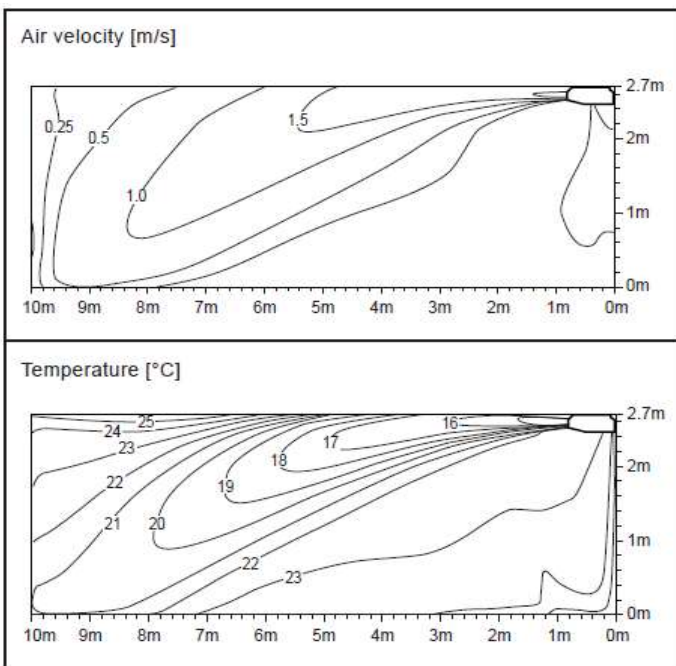 Air velocity [m/s]
2.7m
0.25
1.5
0.5
2m
1.0
1m
0m
10m 9m 8m 7m 6m 5m 4m 3m 2m 1m 0m
Temperature [°C]
2.7m
25
16
24
17
23
18
2m
22
19
21
20
1m
22
23
0m
10m 9m 8m 7m 6m 5m 4m 3m 2m 1m 0m